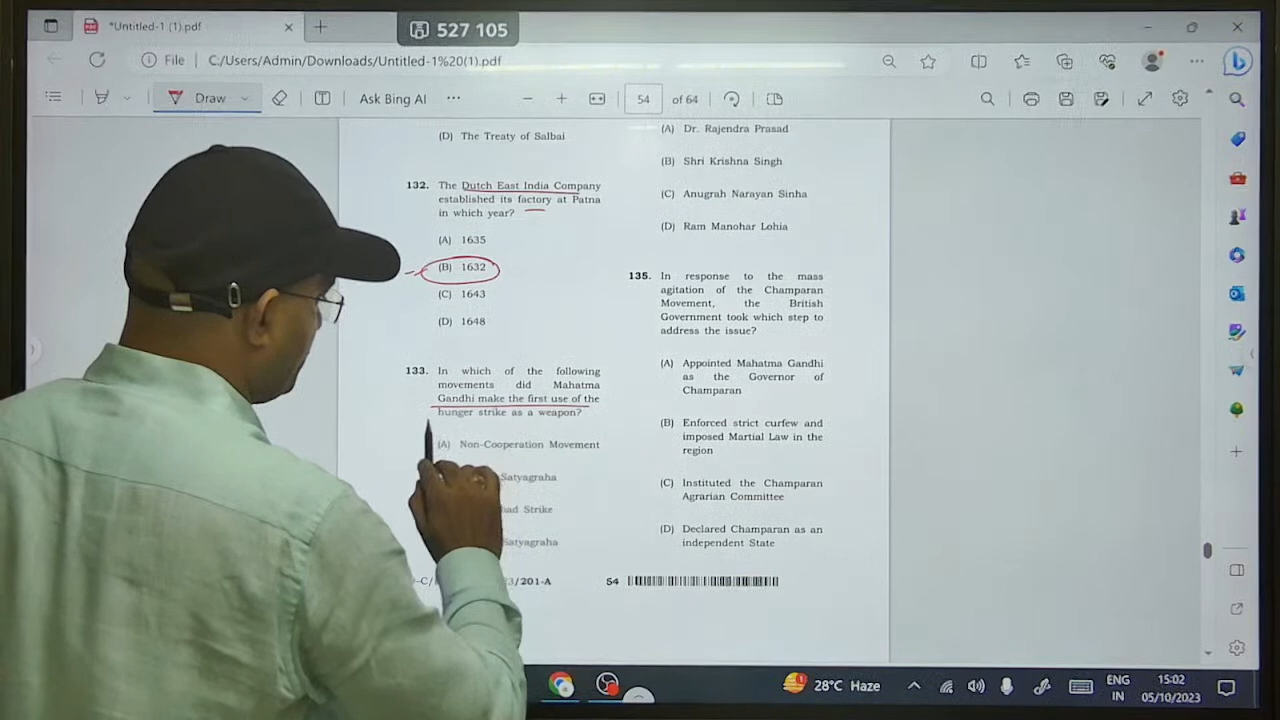 *Untitled-1 (1).pdf
527 105
File
C:/Users/Admin/Downloads/Untitled-1%20(1).pdf
Draw
Ask Bing AI
54
of 64
(D) The Treaty of Salbai
132. The Dutch East India Company
established its factory at Patna
in which year?
(A) 1635
(B) 1632
(C) 1643
(D) 1648
133. In which of the following
movements did Mahatma
Gandhi make the first use of the
hunger strike as a weapon?
(A) Non-Cooperation Movement
Satyagraha
Strike
Satyagraha
/201-A
(A) Dr. Rajendra Prasad
(B) Shri Krishna Singh
(C) Anugrah Narayan Sinha
(D) Ram Manohar Lohia
135. In response to the mass
agitation of the Champaran
Movement, the British
Government took which step to
address the issue?
(A) Appointed Mahatma Gandhi
as the Governor of
Champaran
(B) Enforced strict curfew and
imposed Martial Law in the
region
(C) Instituted the Champaran
Agrarian Committee
(D) Declared Champaran as an
independent State
54
28°C Haze
ENG
IN
15:02
05/10/2023